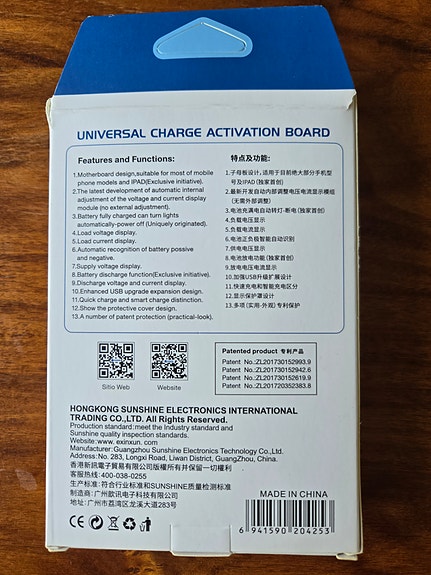 UNIVERSAL CHARGE ACTIVATION BOARD
Features and Functions:
1.Motherboard design,suitable for most of mobile
phone models and IPAD(Exclusive initiative).
2.The latest development of automatic internal
adjustment of the voltage and current display
module (no external adjustment).
3.Battery fully charged can turn lights
automatically-power off (Uniquely originated).
4.Load voltage display.
5.Load current display.
6.Automatic recognition of battery possive
and negative.
7.Supply voltage display.
8.Battery discharge function(Exclusive initiative).
9.Discharge voltage and current display.
10.Enhanced USB upgrade expansion design.
11.Quick charge and smart charge distinction.
12.Show the protective cover design.
13.A number of patent protection (practical-look).
特点及功能:
1.子母板设计,适用于目前绝大部分手机型
号及IPAD (独家首创)
2.最新开发自动内部调整电压电流显示模组
(无需外部调整)
3.电池充满电自动转灯-断电 (独家首创)
4.负载电压显示
5.负载电流显示
6.电池正负极智能自动识别
7.供电电压显示
8.电池放电功能 (独家首创)
9.放电电压电流显示
10.加强USB升级扩展设计
11.快速充电和智能充电区分
12.显示保护罩设计
13.多项 (实用-外观) 专利保护
Sitio Web
Website
Patented product 专利产品
Patent No.:ZL201730152993.9
Patent No.:ZL201730152942.6
Patent No.:ZL201730152619.9
Patent No.:ZL201720352383.8
HONGKONG SUNSHINE ELECTRONICS INTERNATIONAL
TRADING CO.,LTD. All Rights Reserved.
Production standard:meet the Industry standard and
Sunshine quality inspection standards.
Website:www.exinxun.com
Manufacturer:Guangzhou Sunshine Electronics Technology Co.,Ltd.
Address:No. 283, Longxi Road, Liwan District, GuangZhou, China.
香港新訊電子貿易有限公司版權所有并保留一切權利
客服热线:400-038-0255
生产标准:符合行业标准和SUNSHINE质量检测标准
制造商:广州歆讯电子科技有限公司
地址:广州市荔湾区龙溪大道283号
MADE IN CHINA
6 941590 204253